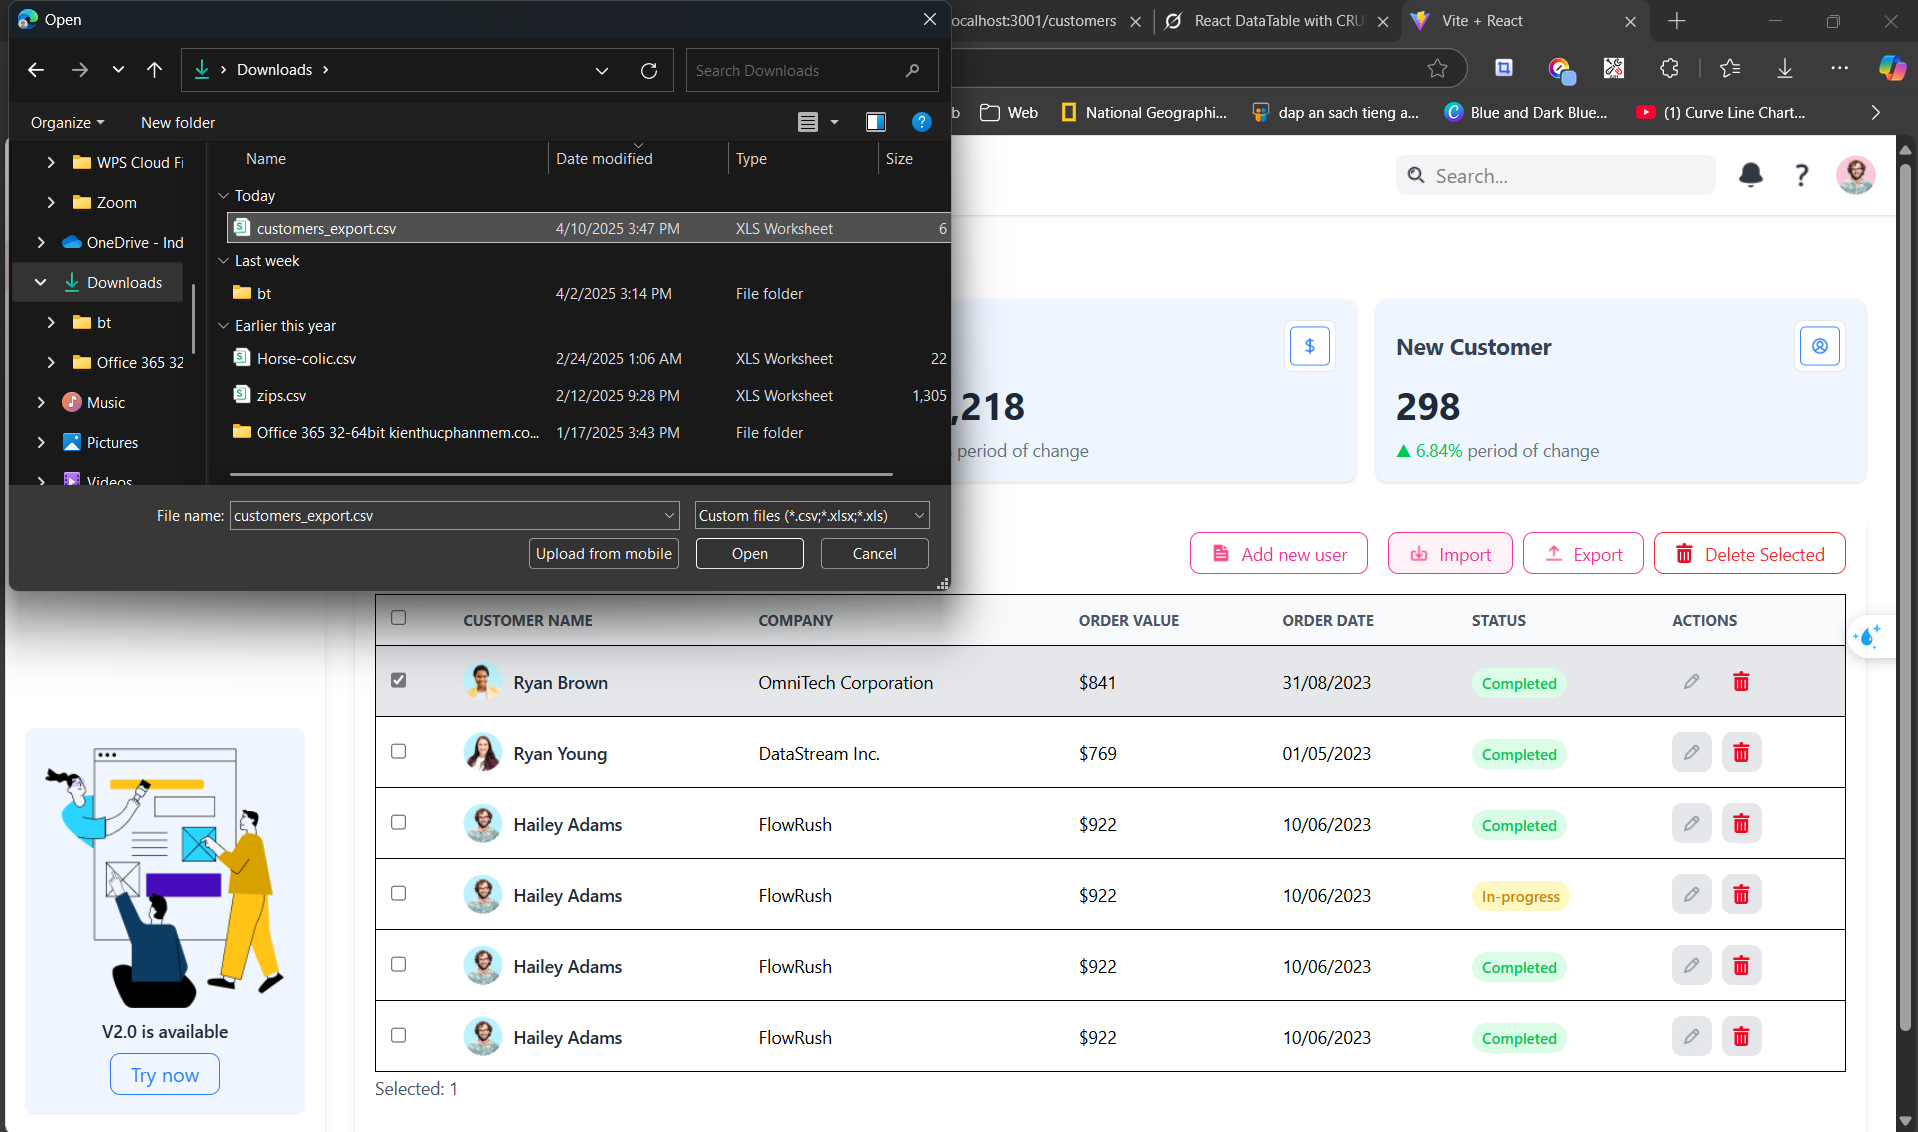 Open
ocalhost:3001/customers
React DataTable with CRU
Vite + React
Downloads
Search Downloads
Organize
New folder
b
Web
National Geographi...
dap an sach tieng a...
Blue and Dark Blue...
(1) Curve Line Chart...
Name
Date modified
Type
Size
WPS Cloud Fi
Zoom
OneDrive - Ind
Downloads
bt
Office 365 32
Music
Pictures
Videos
Today
customers_export.csv 4/10/2025 3:47 PM XLS Worksheet 6
Last week
bt 4/2/2025 3:14 PM File folder
Earlier this year
Horse-colic.csv 2/24/2025 1:06 AM XLS Worksheet 22
zips.csv 2/12/2025 9:28 PM XLS Worksheet 1,305
Office 365 32-64bit kienthucphanmem.co... 1/17/2025 3:43 PM File folder
File name: customers_export.csv
Custom files (*.csv;*.xlsx;*.xls)
Upload from mobile
Open
Cancel
Search...
?
$
,218
period of change
New Customer
298
▲ 6.84% period of change
Add new user
Import
Export
Delete Selected
CUSTOMER NAME COMPANY ORDER VALUE ORDER DATE STATUS ACTIONS
Ryan Brown OmniTech Corporation $841 31/08/2023 Completed
Ryan Young DataStream Inc. $769 01/05/2023 Completed
Hailey Adams FlowRush $922 10/06/2023 Completed
Hailey Adams FlowRush $922 10/06/2023 In-progress
Hailey Adams FlowRush $922 10/06/2023 Completed
Hailey Adams FlowRush $922 10/06/2023 Completed
Selected: 1
V2.0 is available
Try now